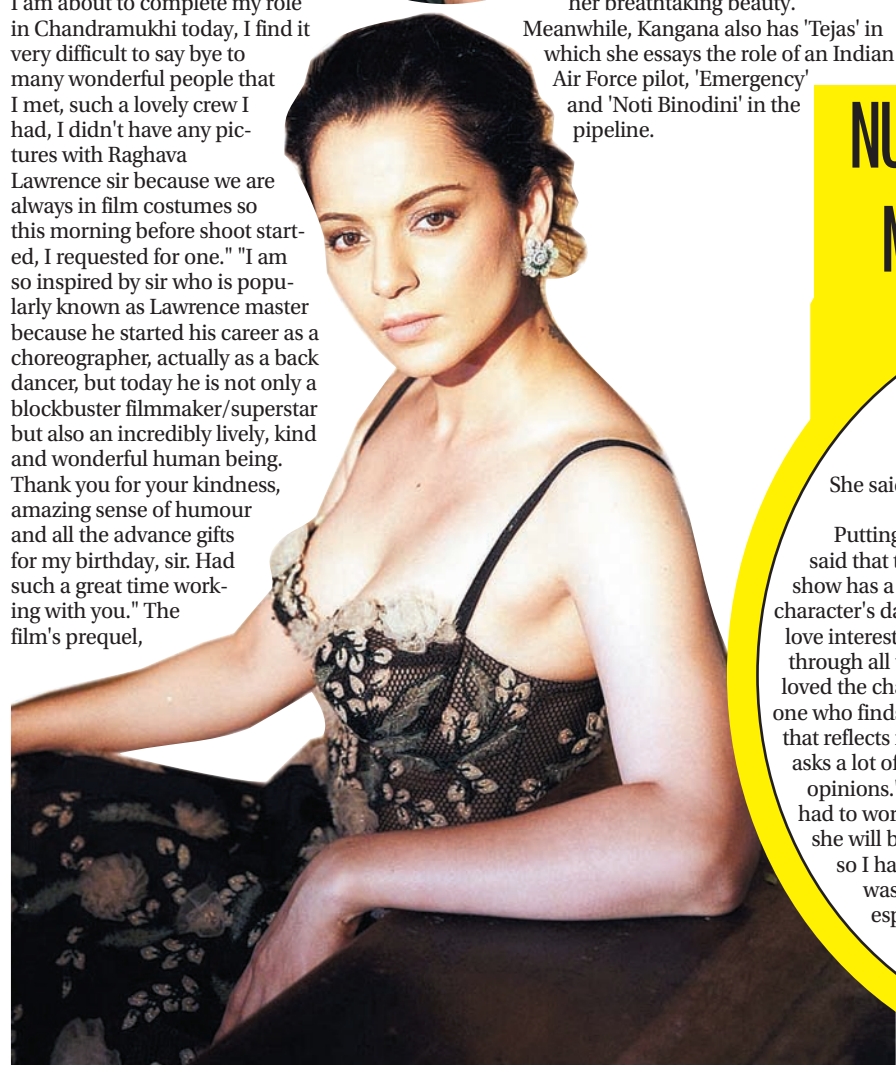 I am about to complete my role
in Chandramukhi today, I find it
very difficult to say bye to
many wonderful people that
I met, such a lovely crew I
had, I didn't have any pic-
tures with Raghava
Lawrence sir because we are
always in film costumes so
this morning before shoot start-
ed, I requested for one." "I am
so inspired by sir who is popu-
larly known as Lawrence master
because he started his career as a
choreographer, actually as a back
dancer, but today he is not only a
blockbuster filmmaker/superstar
but also an incredibly lively, kind
and wonderful human being.
Thank you for your kindness,
amazing sense of humour
and all the advance gifts
for my birthday, sir. Had
such a great time work-
ing with you." The
film's prequel,
her breathtaking beauty.
Meanwhile, Kangana also has 'Tejas' in
which she essays the role of an Indian
Air Force pilot, 'Emergency'
and 'Noti Binodini' in the
pipeline.
NU
She said
Putting
said that
show has a
character's
love interest
through all
loved the
one who finds
that reflects
asks a lot of
opinions.
had to
she will
so I
was